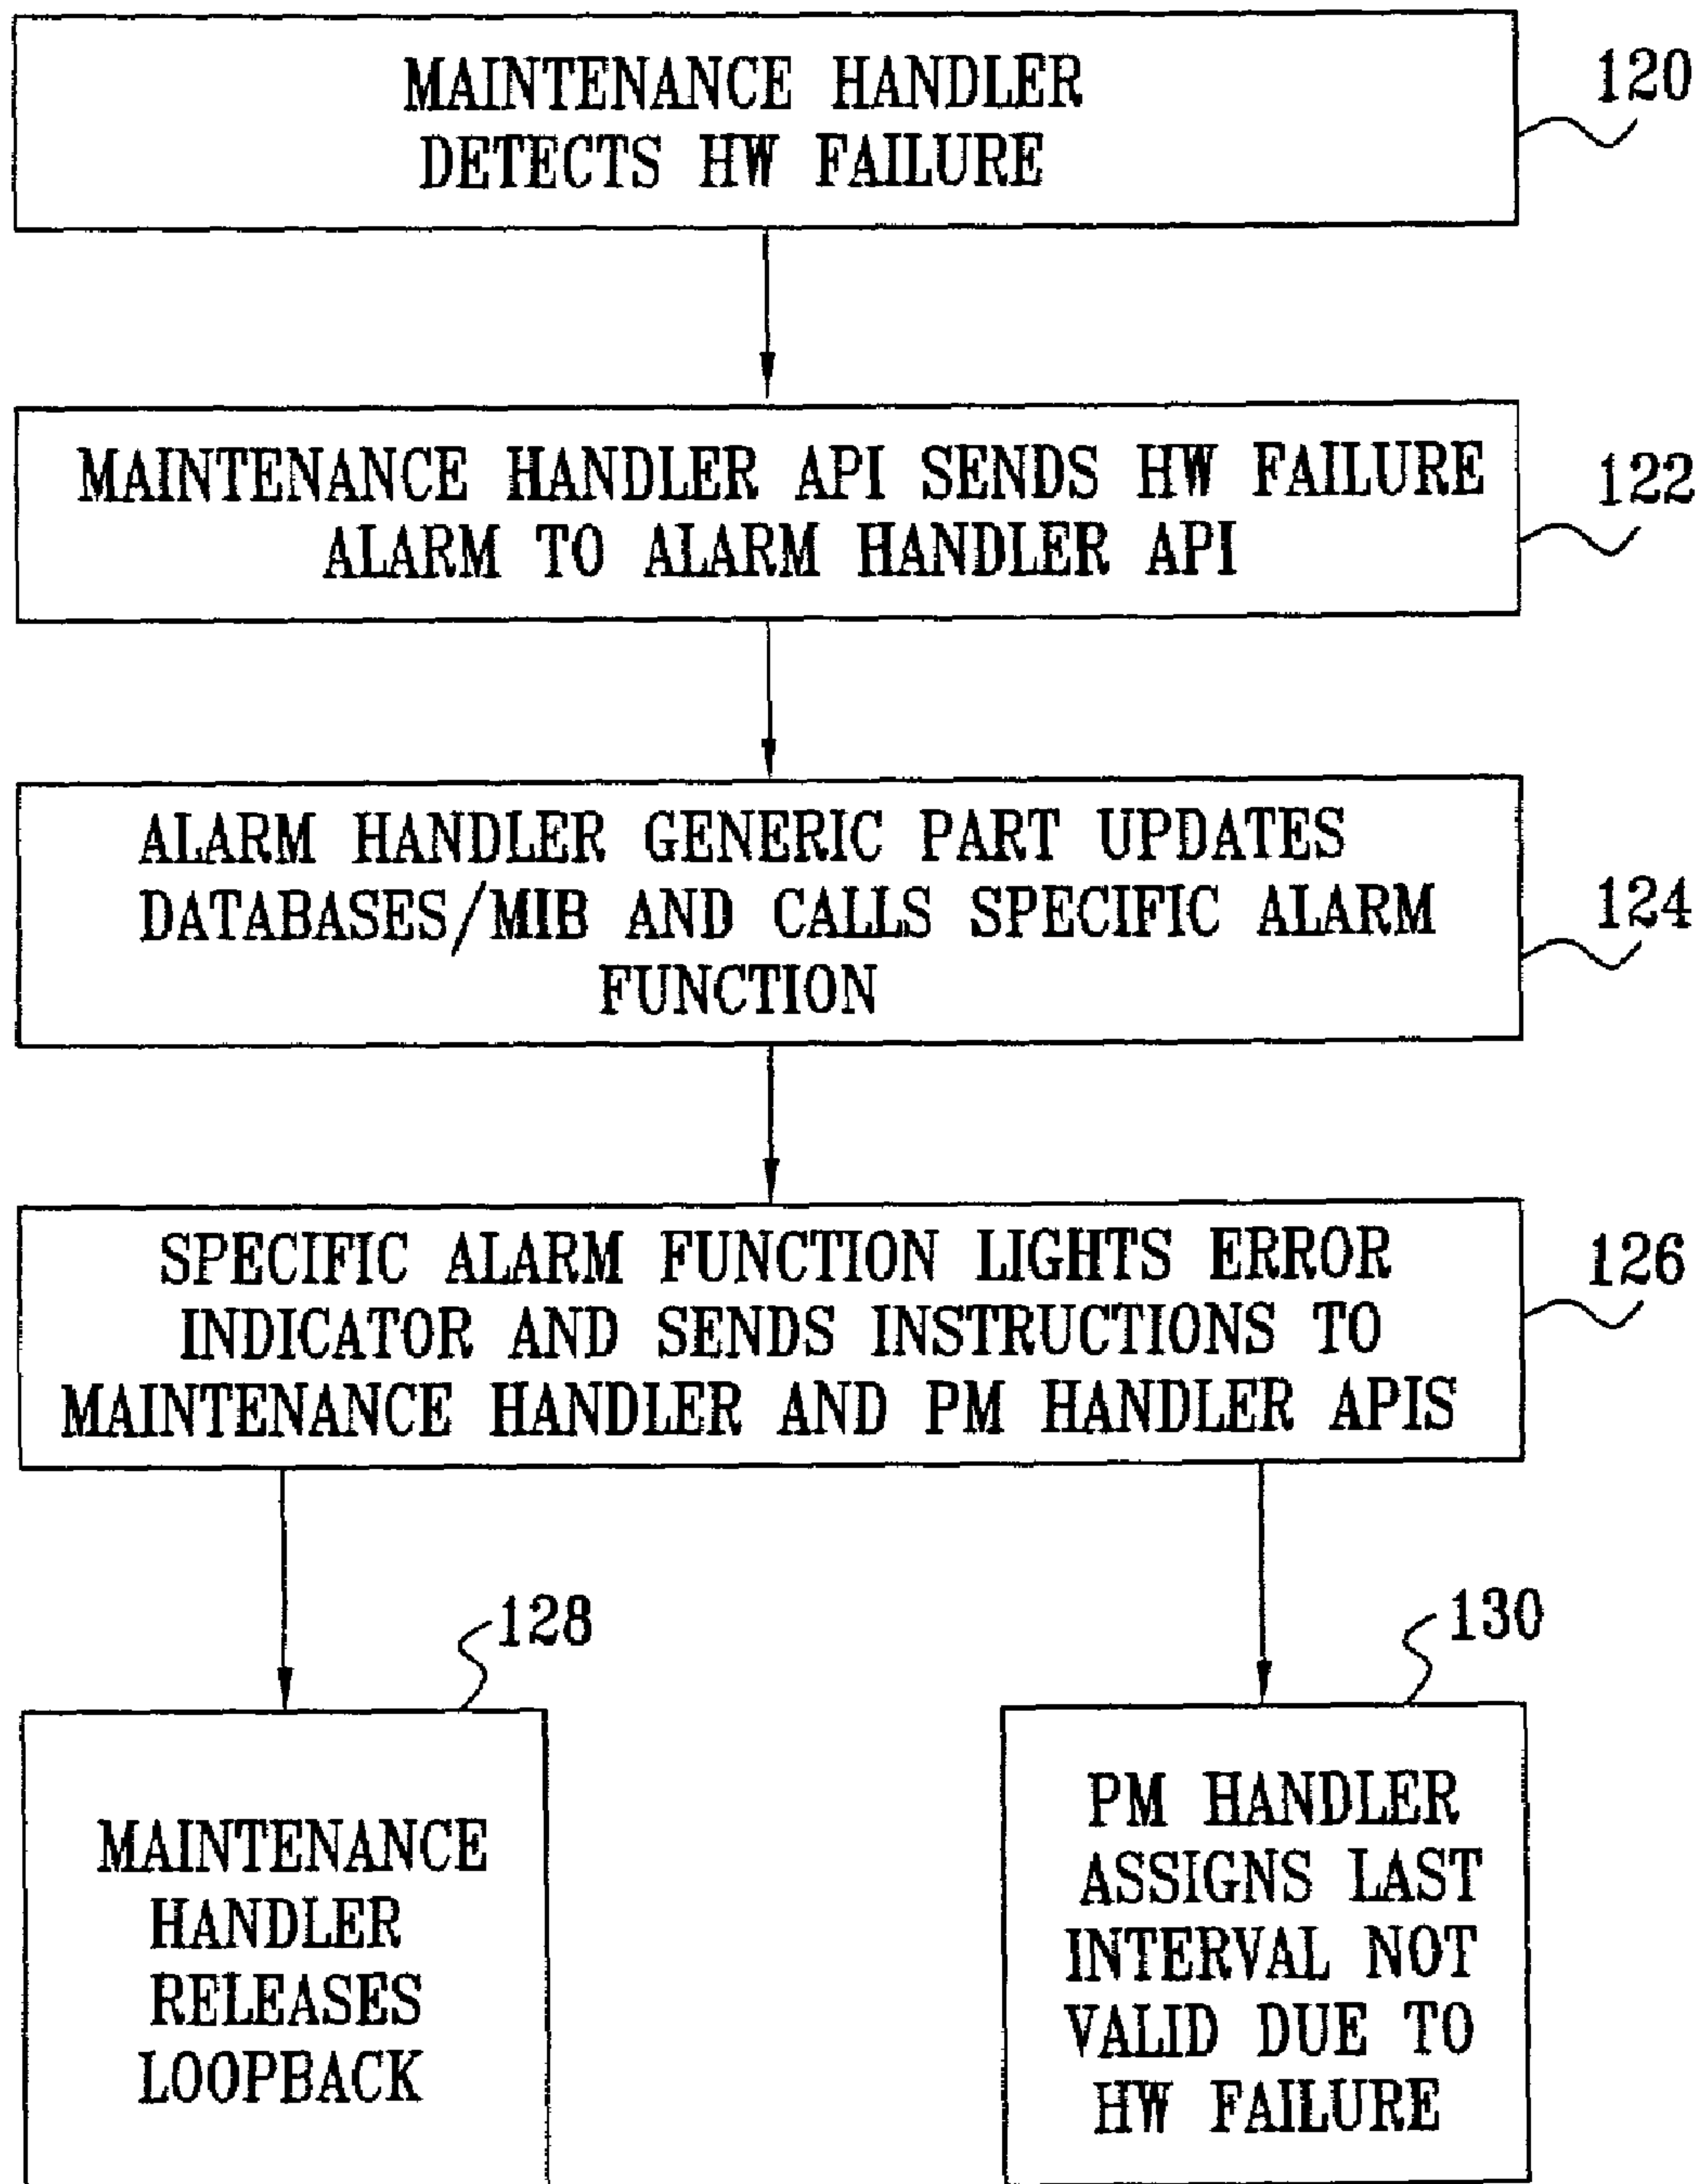 MAINTENANCE HANDLER
DETECTS HW FAILURE
120
MAINTENANCE HANDLER API SENDS HW FAILURE
ALARM TO ALARM HANDLER API
122
ALARM HANDLER GENERIC PART UPDATES
DATABASES/MIB AND CALLS SPECIFIC ALARM
FUNCTION
124
SPECIFIC ALARM FUNCTION LIGHTS ERROR
INDICATOR AND SENDS INSTRUCTIONS TO
MAINTENANCE HANDLER AND PM HANDLER APIS
126
128
MAINTENANCE
HANDLER
RELEASES
LOOPBACK
130
PM HANDLER
ASSIGNS LAST
INTERVAL NOT
VALID DUE TO
HW FAILURE